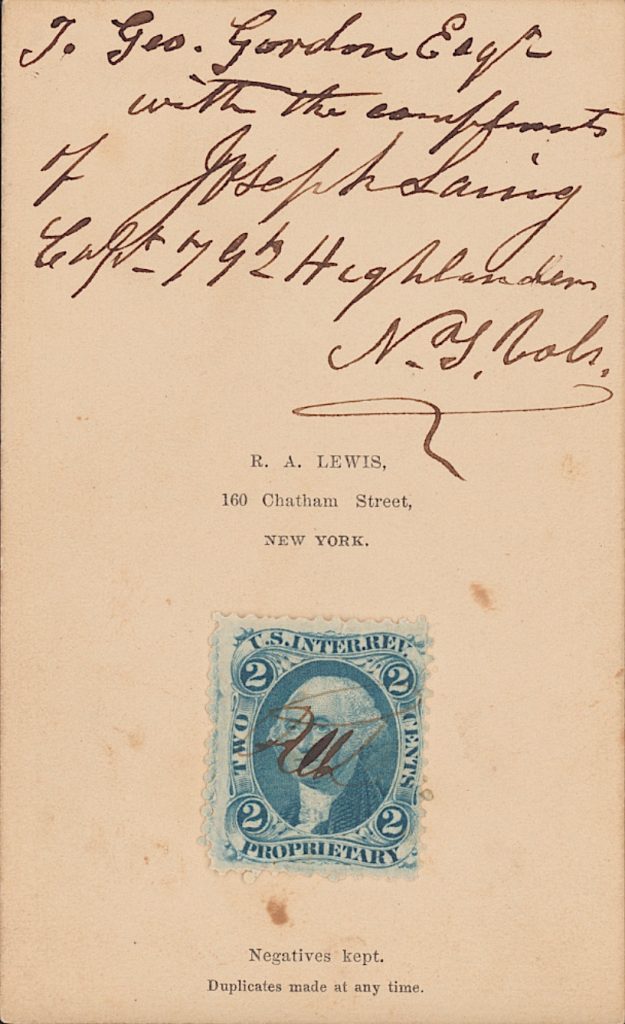 To Geo. Gordon Esqr
with the compliments
of Joseph Laing
Capt 79th Highlanders
N.Y. Vols.
R. A. LEWIS,
160 Chatham Street,
NEW YORK.
U.S. INTER. REV.
2 2
TWO CENTS
2 2
PROPRIETARY
Negatives kept.
Duplicates made at any time.